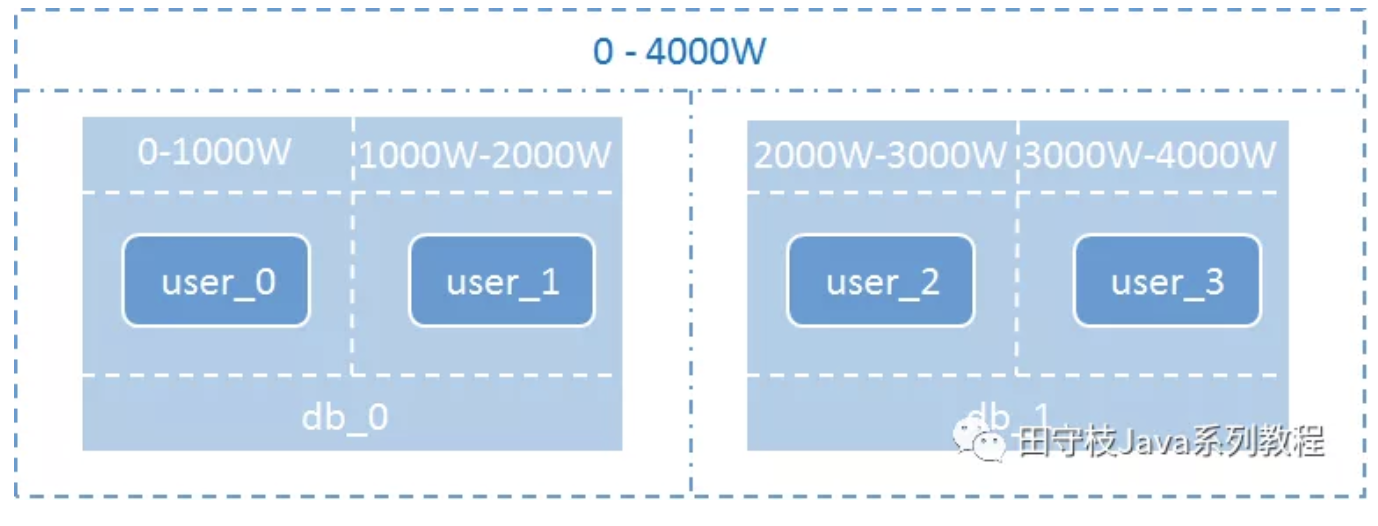 0 - 4000W
0-1000W
1000W-2000W
2000W-3000W
3000W-4000W
user_0
user_1
user_2
user_3
db_0
db_1
田守枝Java系列教程